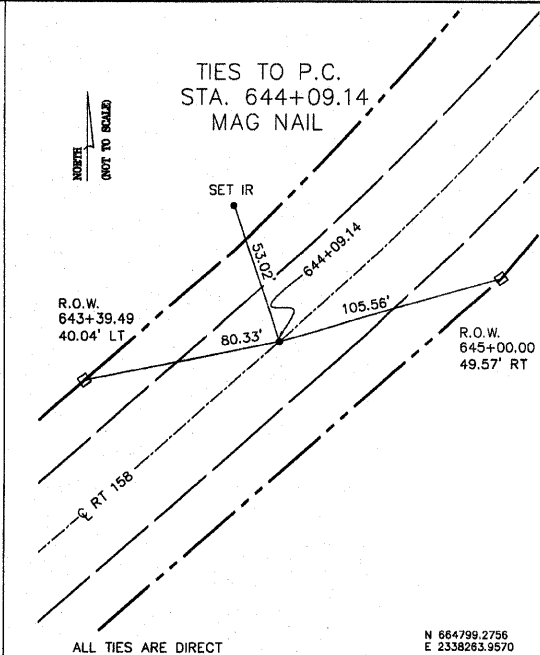 TIES TO P.C.
STA. 644+09.14
MAG NAIL
NORTH
(NOT TO SCALE)
SET IR
53.02'
644+09.14
R.O.W.
643+39.49
40.04' LT
80.33'
105.56'
R.O.W.
645+00.00
49.57' RT
℄ RT 158
ALL TIES ARE DIRECT
N 664799.2756
E 2338263.9570